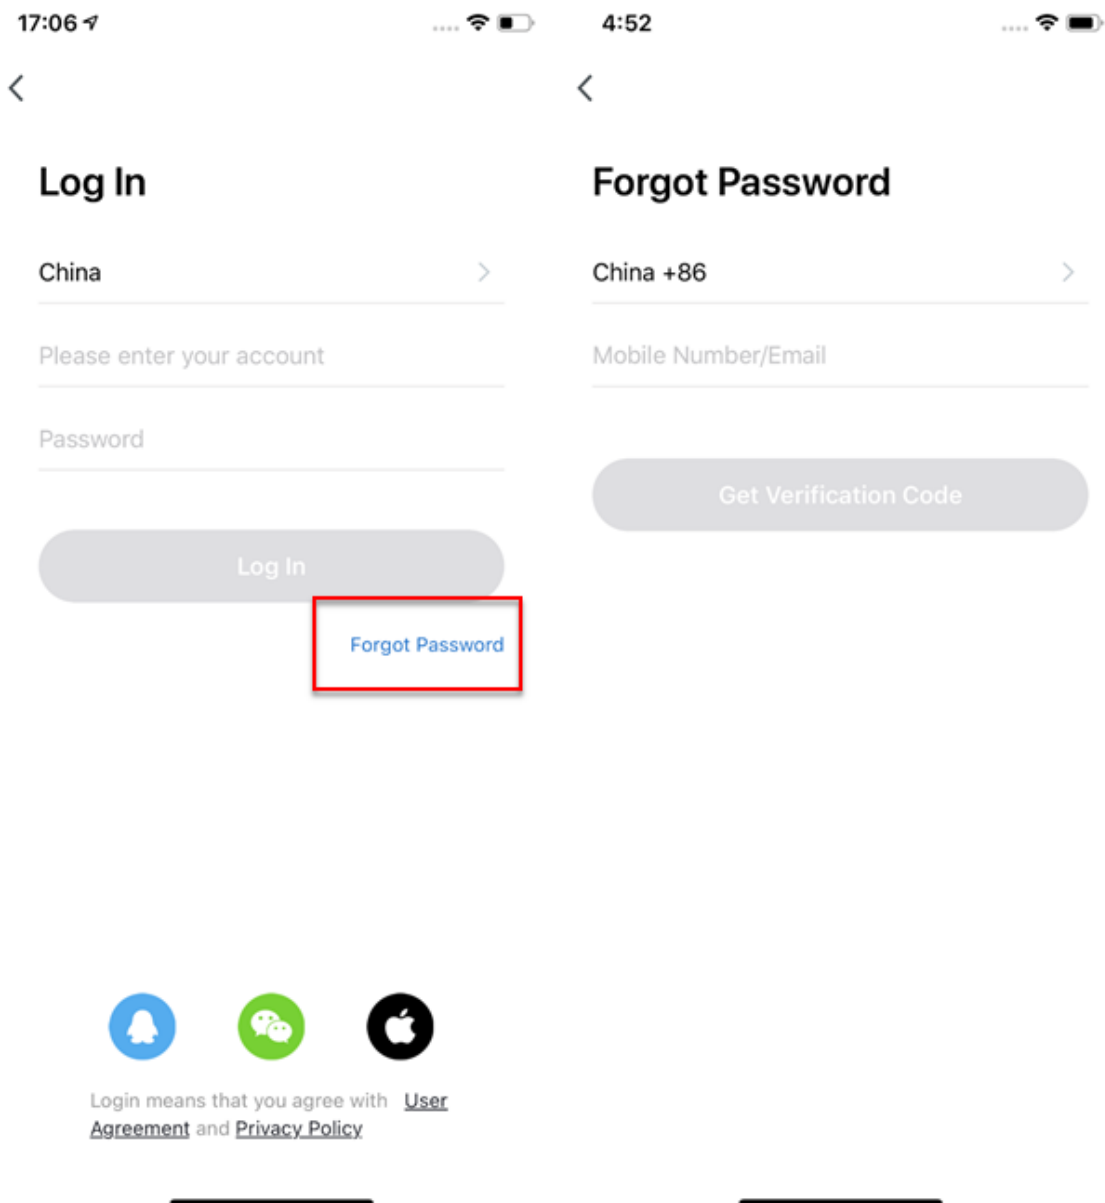 17:06
Log In
China
Please enter your account
Password
Log In
Forgot Password
Login means that you agree with User
Agreement and Privacy Policy
4:52
Forgot Password
China +86
Mobile Number/Email
Get Verification Code